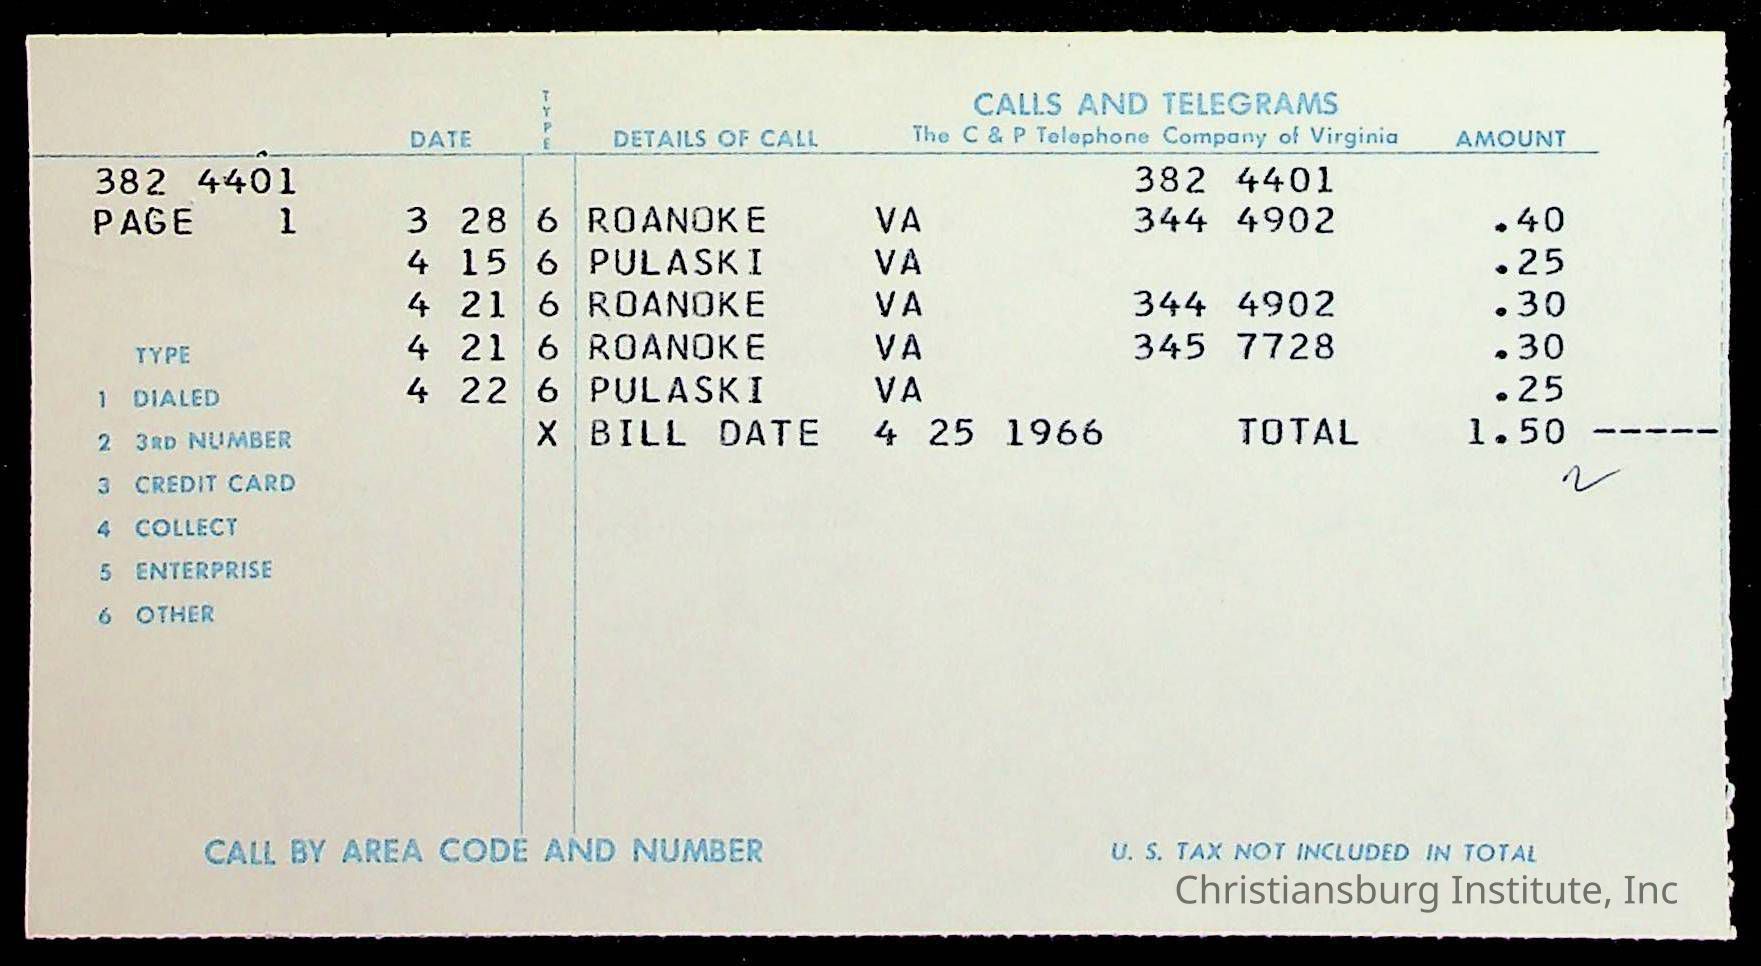 CALLS AND TELEGRAMS
DATE TYPE DETAILS OF CALL The C & P Telephone Company of Virginia AMOUNT
382 4401 382 4401
PAGE 1 3 28 6 ROANOKE VA 344 4902 .40
4 15 6 PULASKI VA .25
4 21 6 ROANOKE VA 344 4902 .30
TYPE 4 21 6 ROANOKE VA 345 7728 .30
1 DIALED 4 22 6 PULASKI VA .25
2 3RD NUMBER X BILL DATE 4 25 1966 TOTAL 1.50 -----
3 CREDIT CARD
4 COLLECT
5 ENTERPRISE
6 OTHER
CALL BY AREA CODE AND NUMBER U. S. TAX NOT INCLUDED IN TOTAL
Christiansburg Institute, Inc